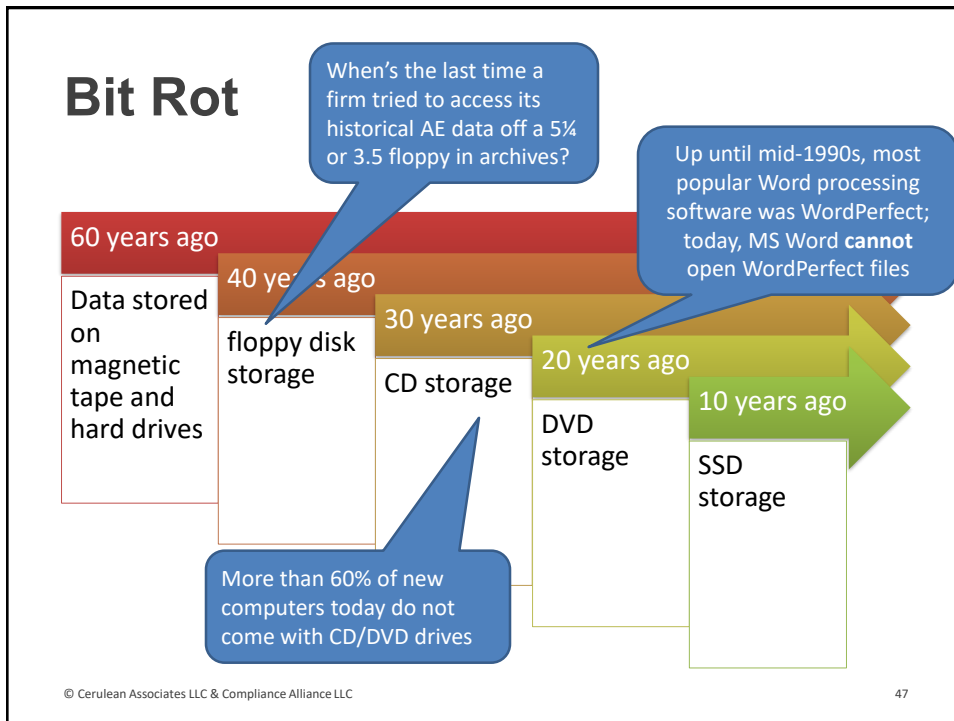 Bit Rot
When's the last time a
firm tried to access its
historical AE data off a 5¼
or 3.5 floppy in archives?
Up until mid-1990s, most
popular Word processing
software was WordPerfect;
today, MS Word cannot
open WordPerfect files
60 years ago
Data stored
on
magnetic
tape and
hard drives
40 years ago
floppy disk
storage
30 years ago
CD storage
20 years ago
DVD
storage
10 years ago
SSD
storage
More than 60% of new
computers today do not
come with CD/DVD drives
© Cerulean Associates LLC & Compliance Alliance LLC
47